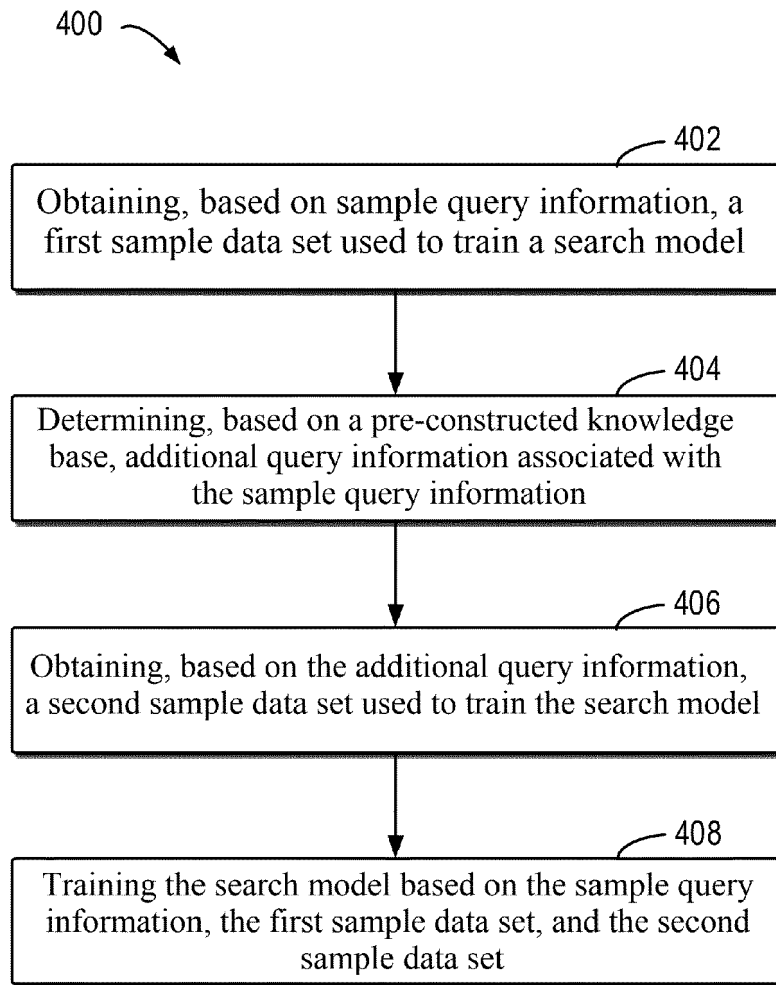 400
402
Obtaining, based on sample query information, a
first sample data set used to train a search model
404
Determining, based on a pre-constructed knowledge
base, additional query information associated with
the sample query information
406
Obtaining, based on the additional query information,
a second sample data set used to train the search model
408
Training the search model based on the sample query
information, the first sample data set, and the second
sample data set